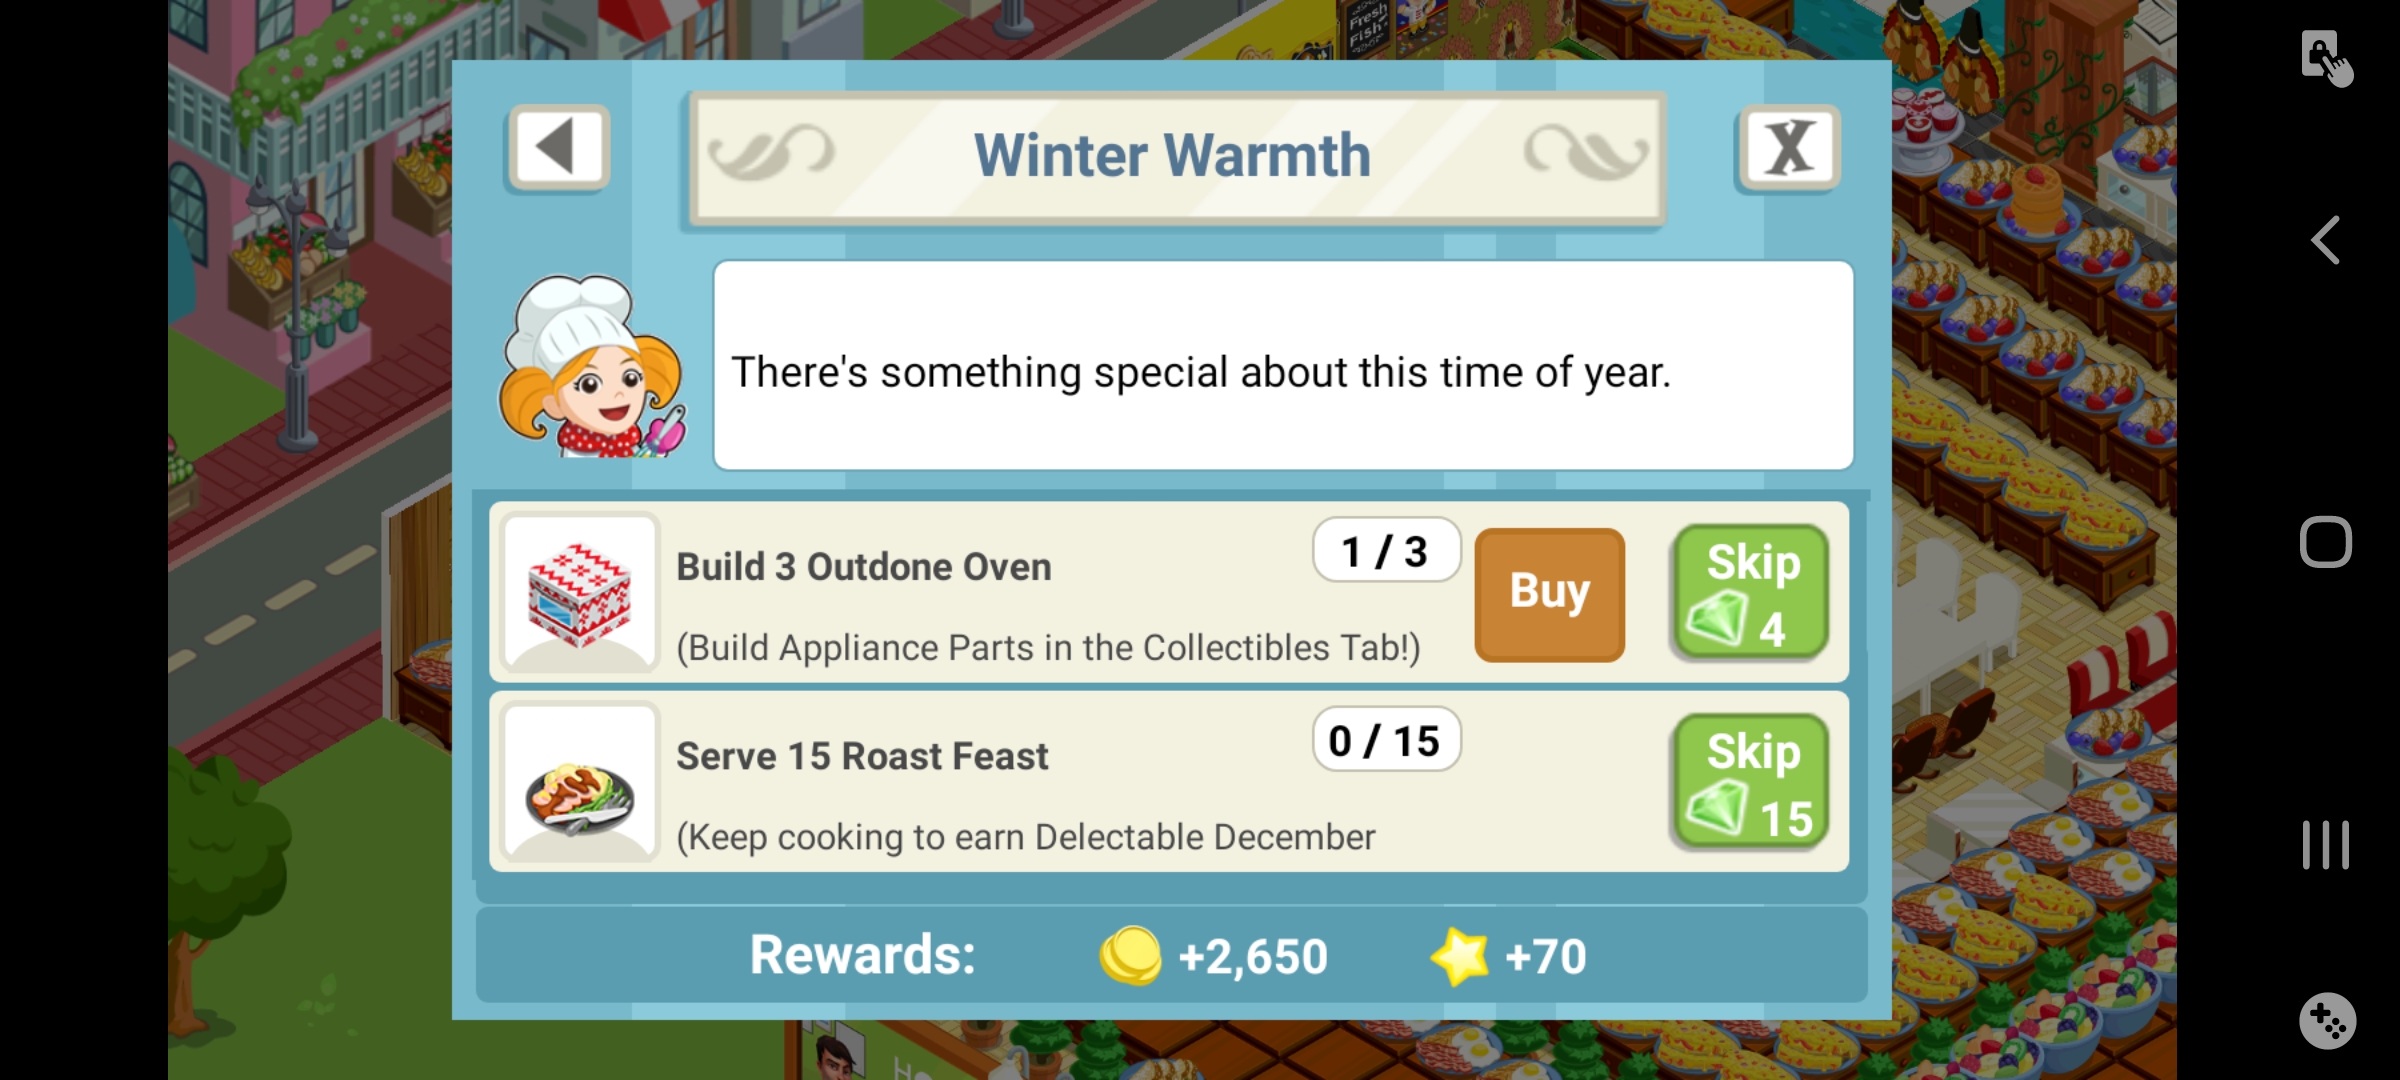 Fresh
Fish
Winter Warmth
X
There's something special about this time of year.
Build 3 Outdone Oven
1 / 3
Buy
Skip
4
(Build Appliance Parts in the Collectibles Tab!)
Serve 15 Roast Feast
0 / 15
Skip
15
(Keep cooking to earn Delectable December
Rewards:
+2,650
+70